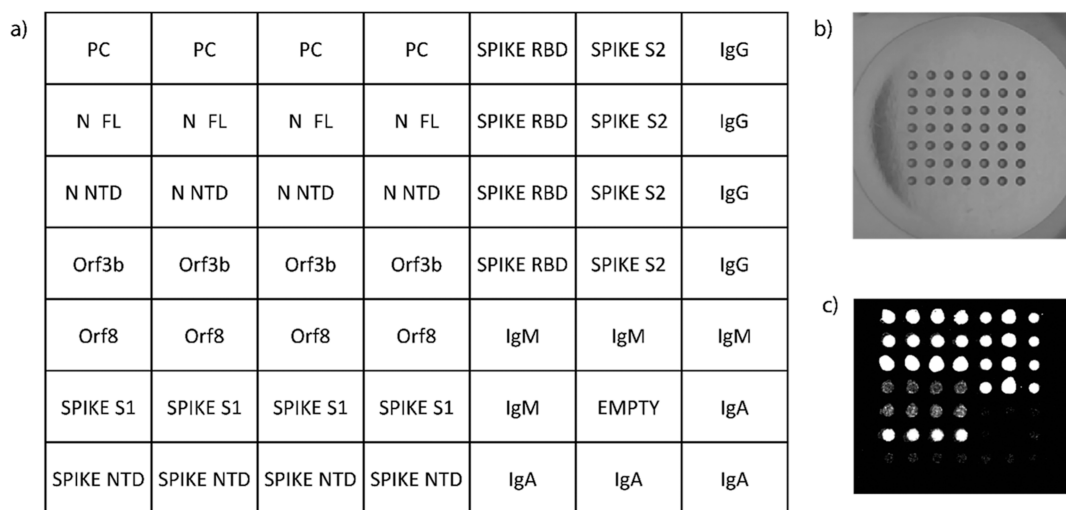 a)
PC PC PC PC SPIKE RBD SPIKE S2 IgG
N FL N FL N FL N FL SPIKE RBD SPIKE S2 IgG
N NTD N NTD N NTD N NTD SPIKE RBD SPIKE S2 IgG
Orf3b Orf3b Orf3b Orf3b SPIKE RBD SPIKE S2 IgG
Orf8 Orf8 Orf8 Orf8 IgM IgM IgM
SPIKE S1 SPIKE S1 SPIKE S1 SPIKE S1 IgM EMPTY IgA
SPIKE NTD SPIKE NTD SPIKE NTD SPIKE NTD IgA IgA IgA
b)
c)